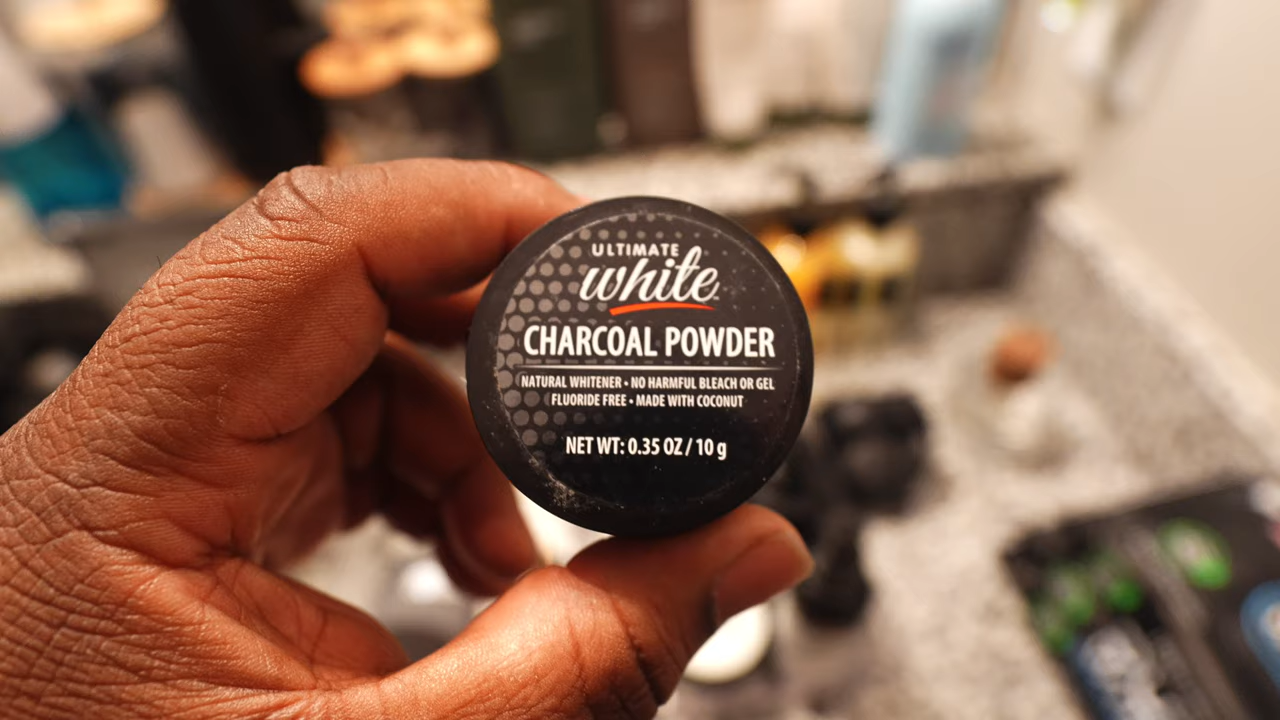 ULTIMATE
white
CHARCOAL POWDER
NATURAL WHITENER • NO HARMFUL BLEACH OR GEL
FLUORIDE FREE • MADE WITH COCONUT
NET WT: 0.35 OZ / 10 g